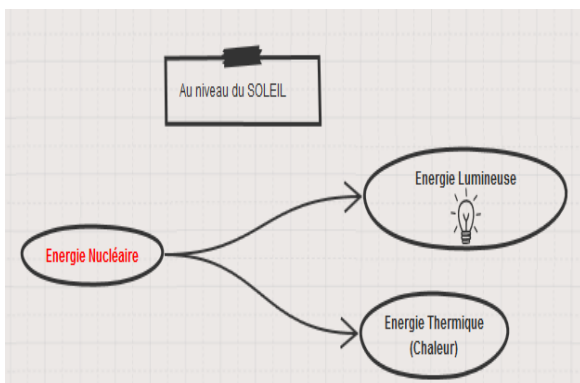 Au niveau du SOLEIL
Energie Lumineuse
Energie Nucléaire
Energie Thermique
(Chaleur)